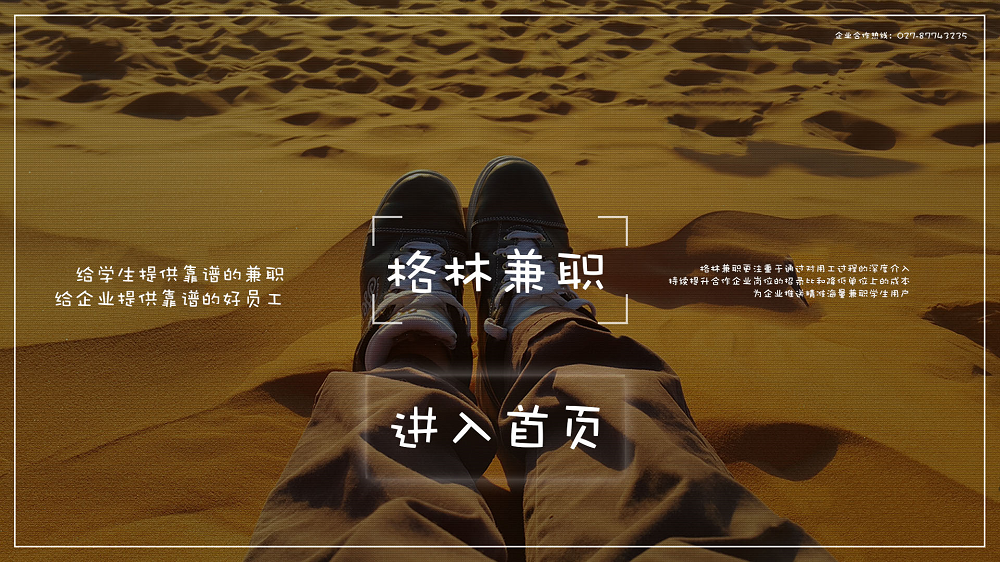 企业合作热线：027-87743235
给学生提供靠谱的兼职
给企业提供靠谱的好员工
格林兼职
格林兼职更注重于通过对用工过程的深度介入
持续提升合作企业岗位的招录比和降低单位上的成本
为企业推送精准海量兼职学生用户
进入首页